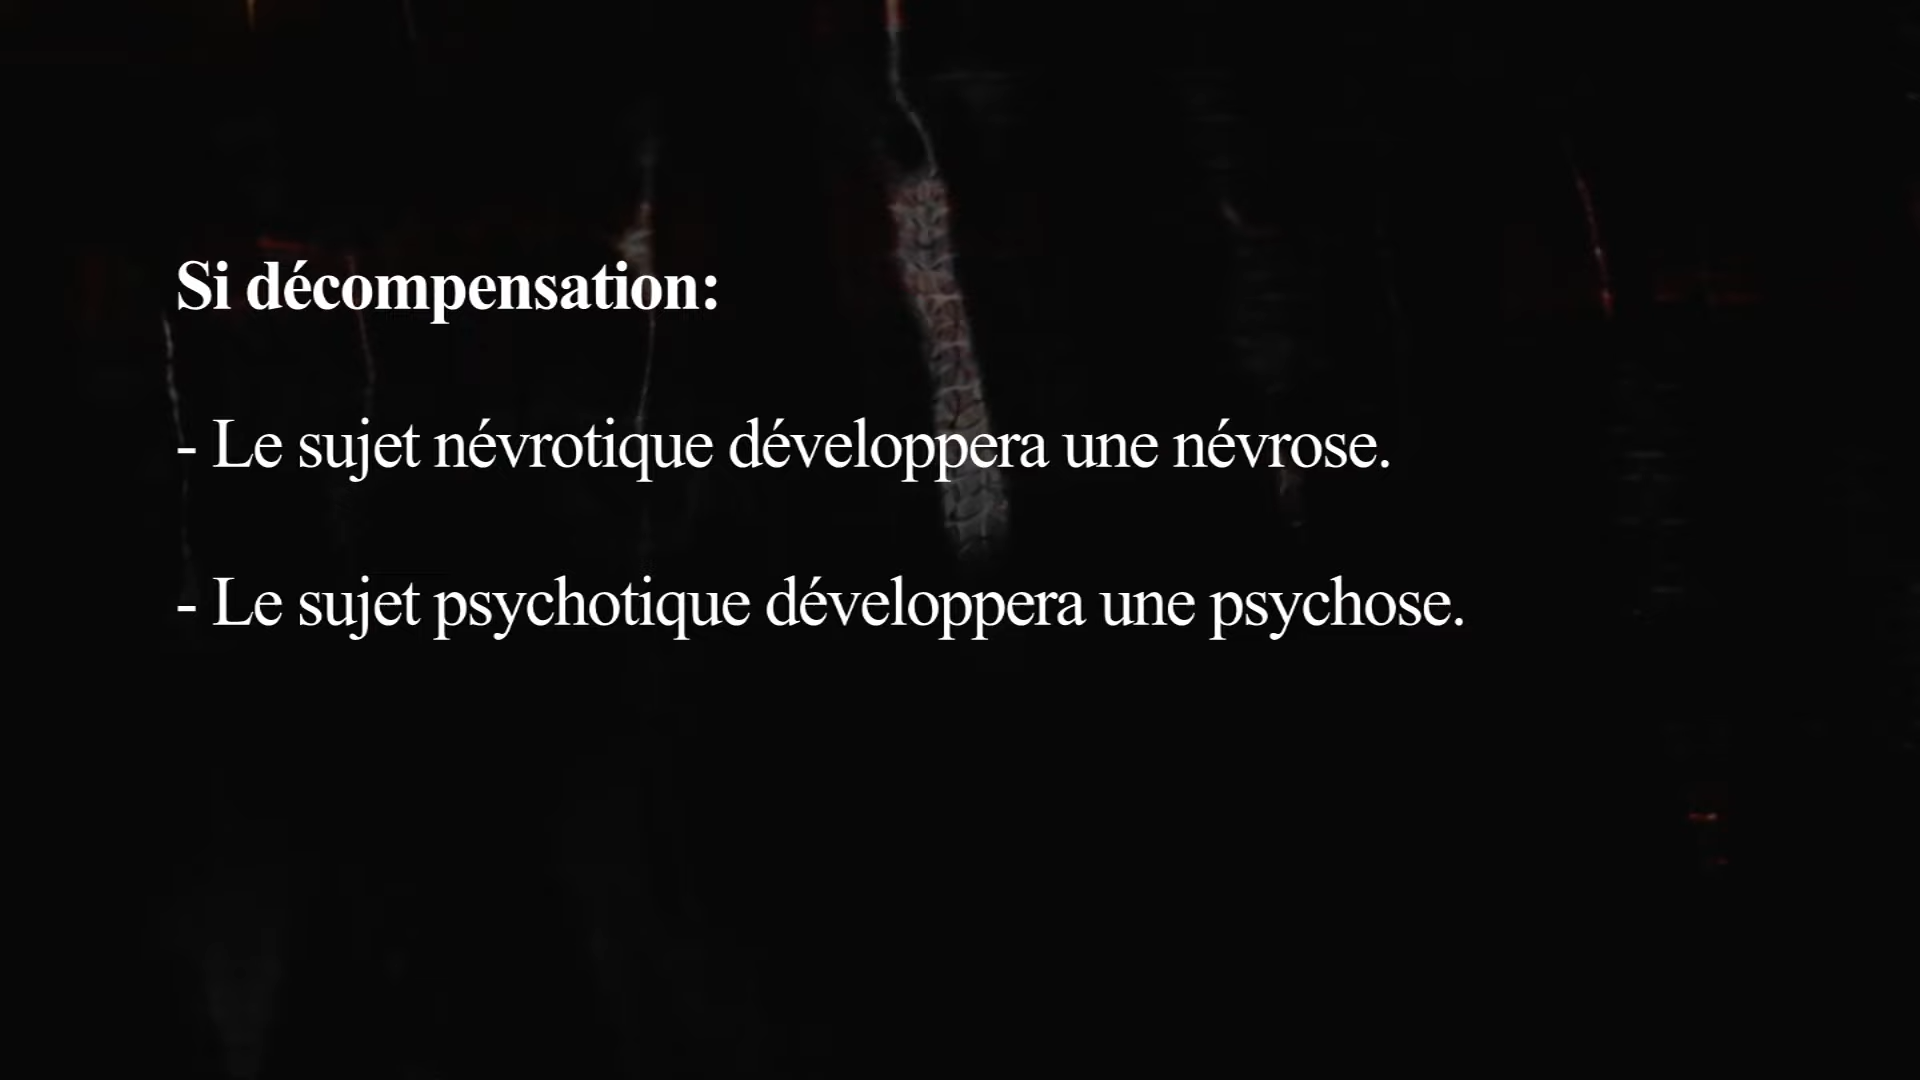 Si décompensation:
- Le sujet névrotique développera une névrose.
- Le sujet psychotique développera une psychose.